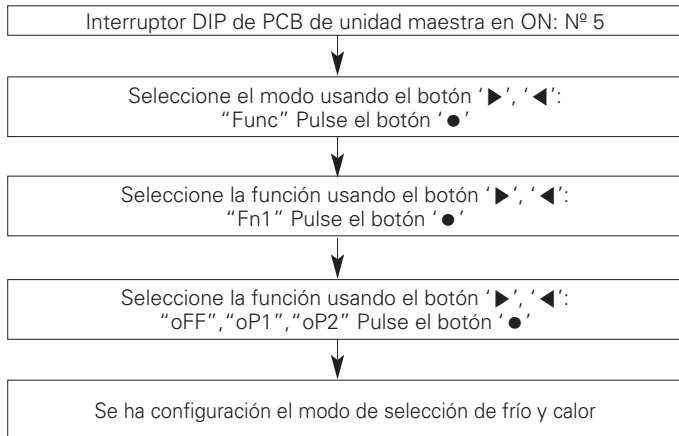 Interruptor DIP de PCB de unidad maestra en ON: Nº 5
Seleccione el modo usando el botón ‘▶’, ‘◀’:
“Func” Pulse el botón ‘●’
Seleccione la función usando el botón ‘▶’, ‘◀’:
“Fn1” Pulse el botón ‘●’
Seleccione la función usando el botón ‘▶’, ‘◀’:
“oFF”,“oP1”,“oP2” Pulse el botón ‘●’
Se ha configuración el modo de selección de frío y calor